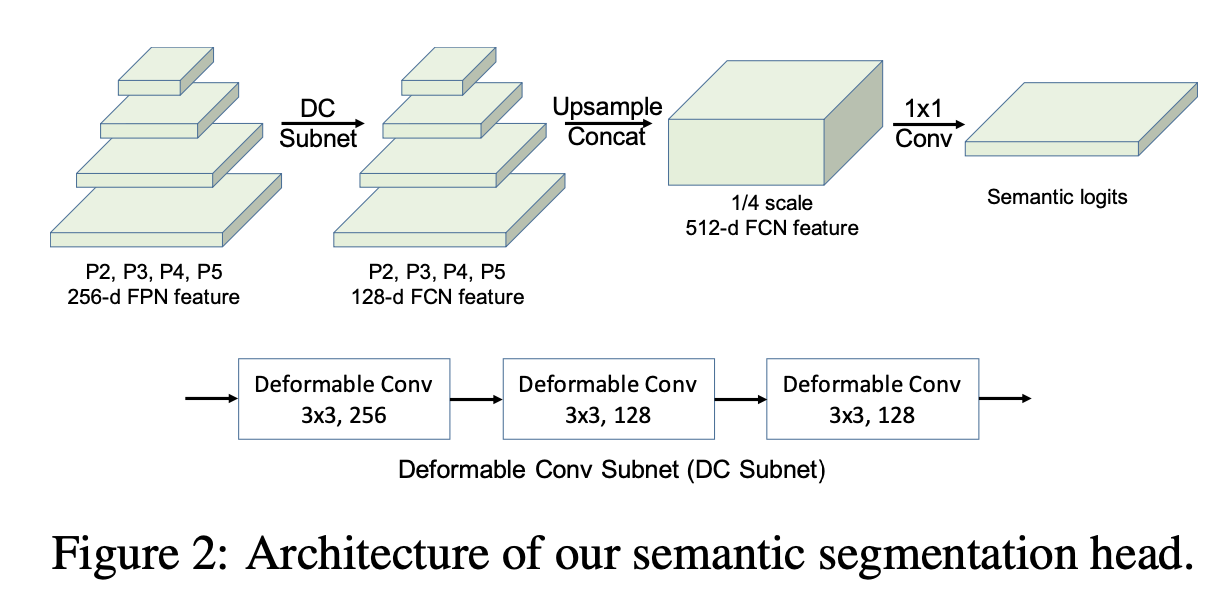 DC
Subnet
Upsample
Concat
1x1
Conv
P2, P3, P4, P5
256-d FPN feature
P2, P3, P4, P5
128-d FCN feature
1/4 scale
512-d FCN feature
Semantic logits
Deformable Conv
3x3, 256
Deformable Conv
3x3, 128
Deformable Conv
3x3, 128
Deformable Conv Subnet (DC Subnet)
Figure 2: Architecture of our semantic segmentation head.